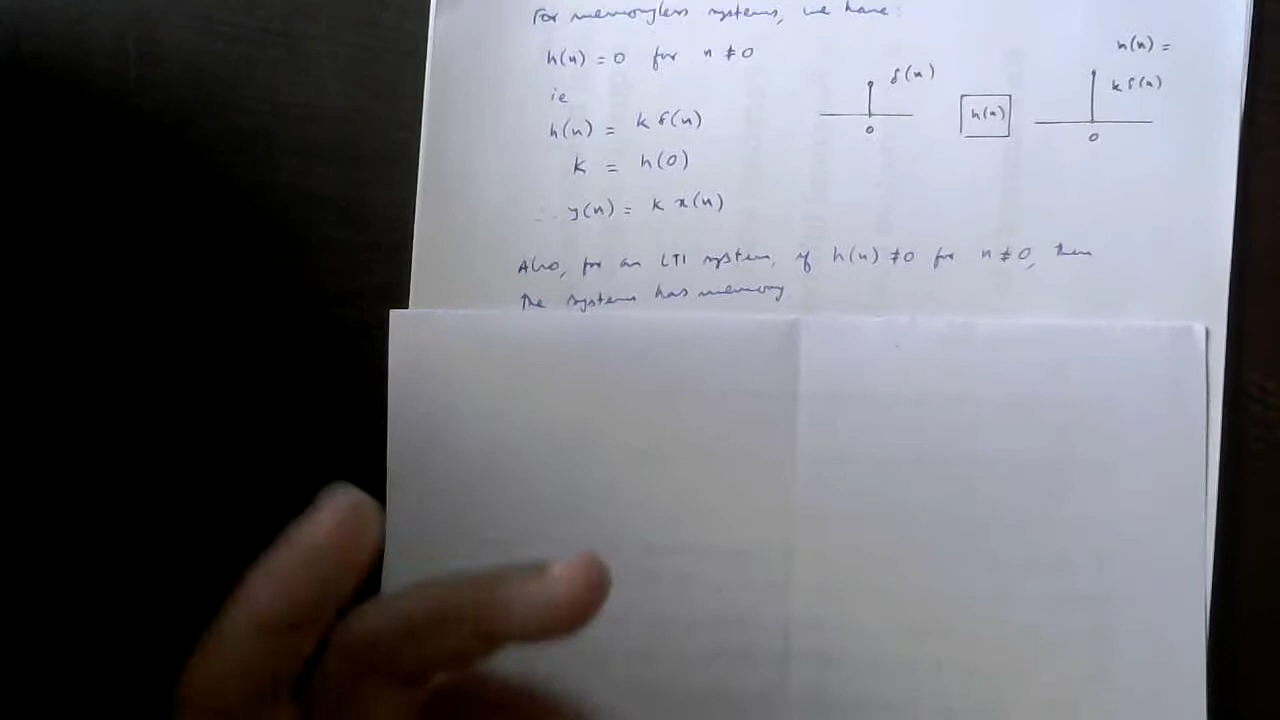 For memoryless systems, we have:
h(n) = 0 for n ≠ 0
ie
h(n) = k δ(n)
k = h(0)
∴ y(n) = k x(n)
δ(n)
0
h(n)
h(n) =
k δ(n)
0
Also, for an LTI system, if h(n) ≠ 0 for n ≠ 0, then
the systems has memory